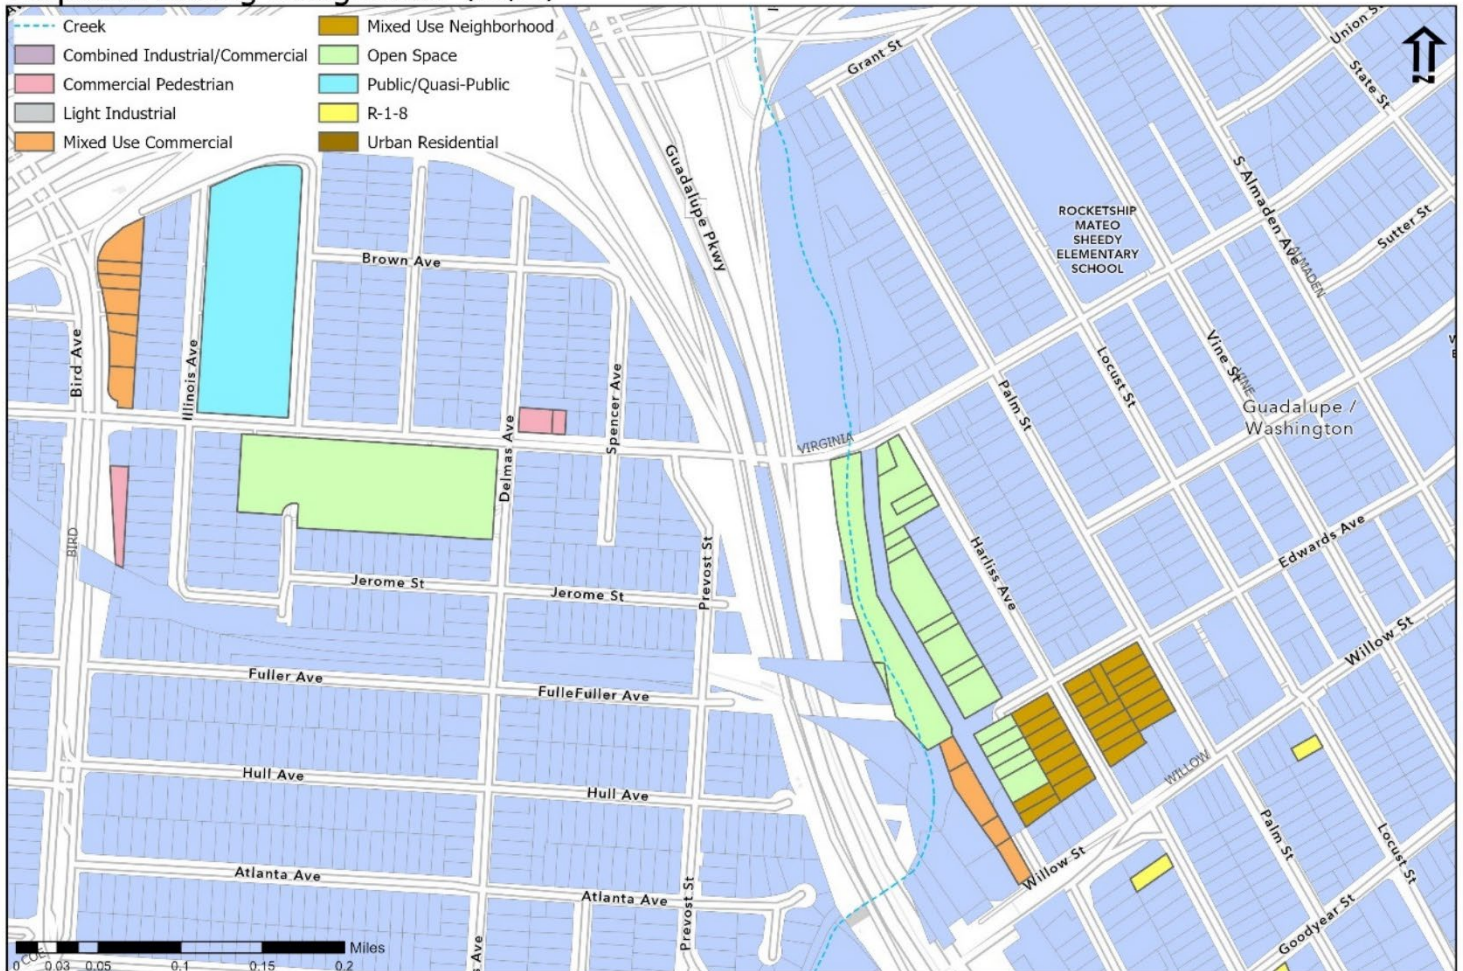 Creek
Combined Industrial/Commercial
Commercial Pedestrian
Light Industrial
Mixed Use Commercial
Mixed Use Neighborhood
Open Space
Public/Quasi-Public
R-1-8
Urban Residential
N
Grant St
Union St
State St
S Almaden Ave
ALMADEN
Sutter St
Guadalupe Pkwy
ROCKETSHIP
MATEO
SHEEDY
ELEMENTARY
SCHOOL
Brown Ave
Bird Ave
Illinois Ave
Spencer Ave
Delmas Ave
Locust St
Vine St
VINE
Palm St
Guadalupe /
Washington
VIRGINIA
BIRD
Harliss Ave
Edwards Ave
Prevost St
Jerome St
Jerome St
Willow St
Fuller Ave
FulleFuller Ave
Hull Ave
Hull Ave
WILLOW
Palm St
Locust St
Willow St
Atlanta Ave
Atlanta Ave
Prevost St
Goodyear St
s Ave
COE
Miles
0 0.03 0.05 0.1 0.15 0.2